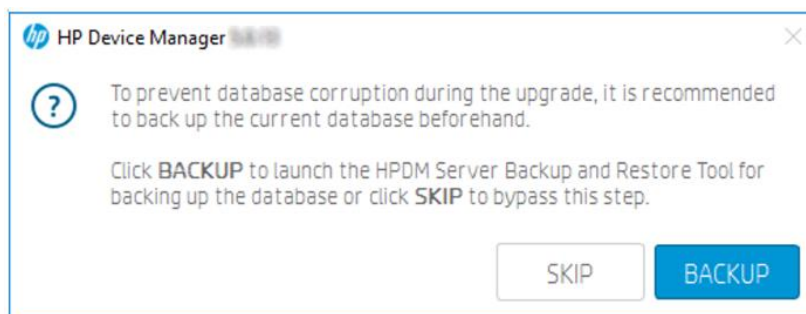 hp HP Device Manager
To prevent database corruption during the upgrade, it is recommended
to back up the current database beforehand.
Click BACKUP to launch the HPDM Server Backup and Restore Tool for
backing up the database or click SKIP to bypass this step.
SKIP BACKUP